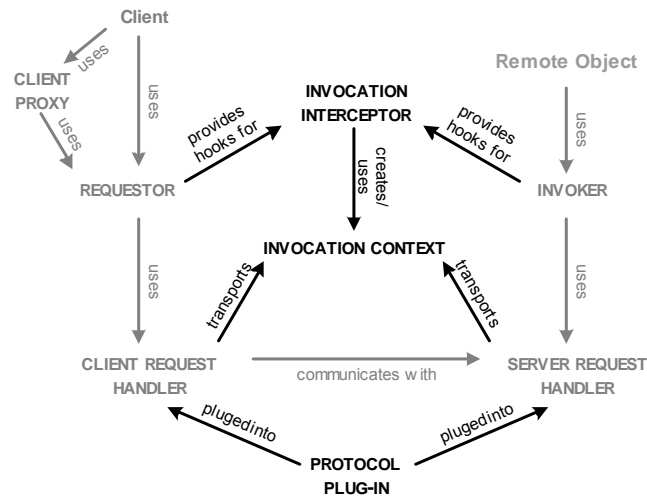 Client
uses
CLIENT
PROXY
uses
uses
Remote Object
INVOCATION
INTERCEPTOR
provides
hooks for
provides
hooks for
uses
REQUESTOR
creates/
uses
INVOKER
uses
INVOCATION CONTEXT
uses
transports
transports
CLIENT REQUEST
HANDLER
communicates with
SERVER REQUEST
HANDLER
plugedinto
plugedinto
PROTOCOL
PLUG-IN